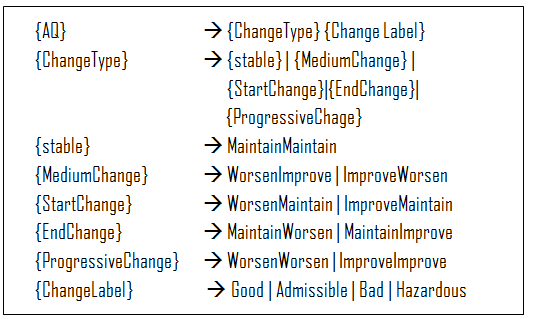 {AQ} → {ChangeType} {Change Label}
{ChangeType} → {stable} | {MediumChange} |
{StartChange}|{EndChange}|
{ProgressiveChage}
{stable} → MaintainMaintain
{MediumChange} → WorsenImprove | ImproveWorsen
{StartChange} → WorsenMaintain | ImproveMaintain
{EndChange} → MaintainWorsen | MaintainImprove
{ProgressiveChange} → WorsenWorsen | ImproveImprove
{ChangeLabel} → Good | Admissible | Bad | Hazardous